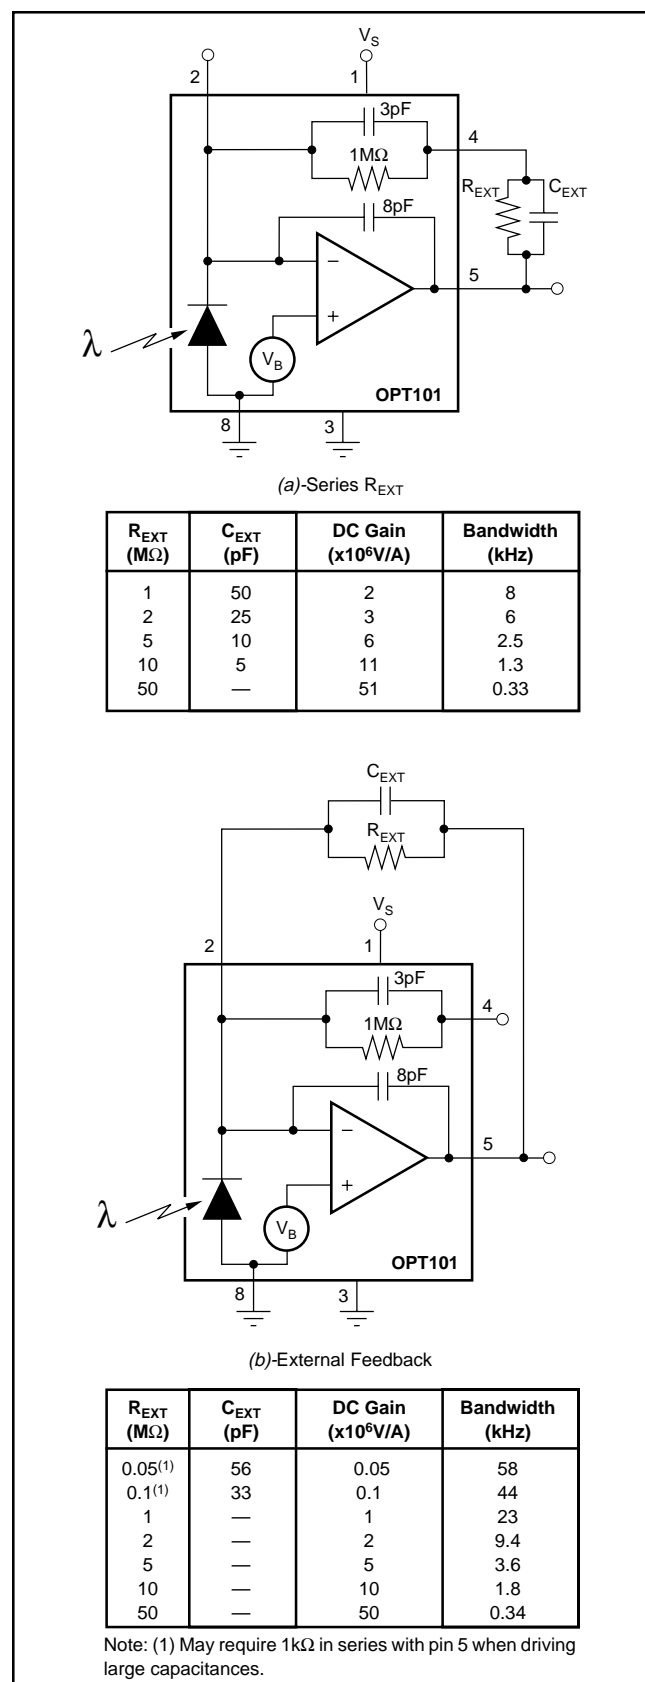 V_S
2 1
3pF
4
1MΩ
R_EXT C_EXT
8pF
5
−
+
λ
V_B
OPT101
8 3
(a)-Series R_EXT
R_EXT (MΩ) C_EXT (pF) DC Gain (x10⁶V/A) Bandwidth (kHz)
1 50 2 8
2 25 3 6
5 10 6 2.5
10 5 11 1.3
50 — 51 0.33
C_EXT
R_EXT
V_S
2 1
3pF
4
1MΩ
8pF
5
−
+
λ
V_B
OPT101
8 3
(b)-External Feedback
R_EXT (MΩ) C_EXT (pF) DC Gain (x10⁶V/A) Bandwidth (kHz)
0.05⁽¹⁾ 56 0.05 58
0.1⁽¹⁾ 33 0.1 44
1 — 1 23
2 — 2 9.4
5 — 5 3.6
10 — 10 1.8
50 — 50 0.34
Note: (1) May require 1kΩ in series with pin 5 when driving
large capacitances.